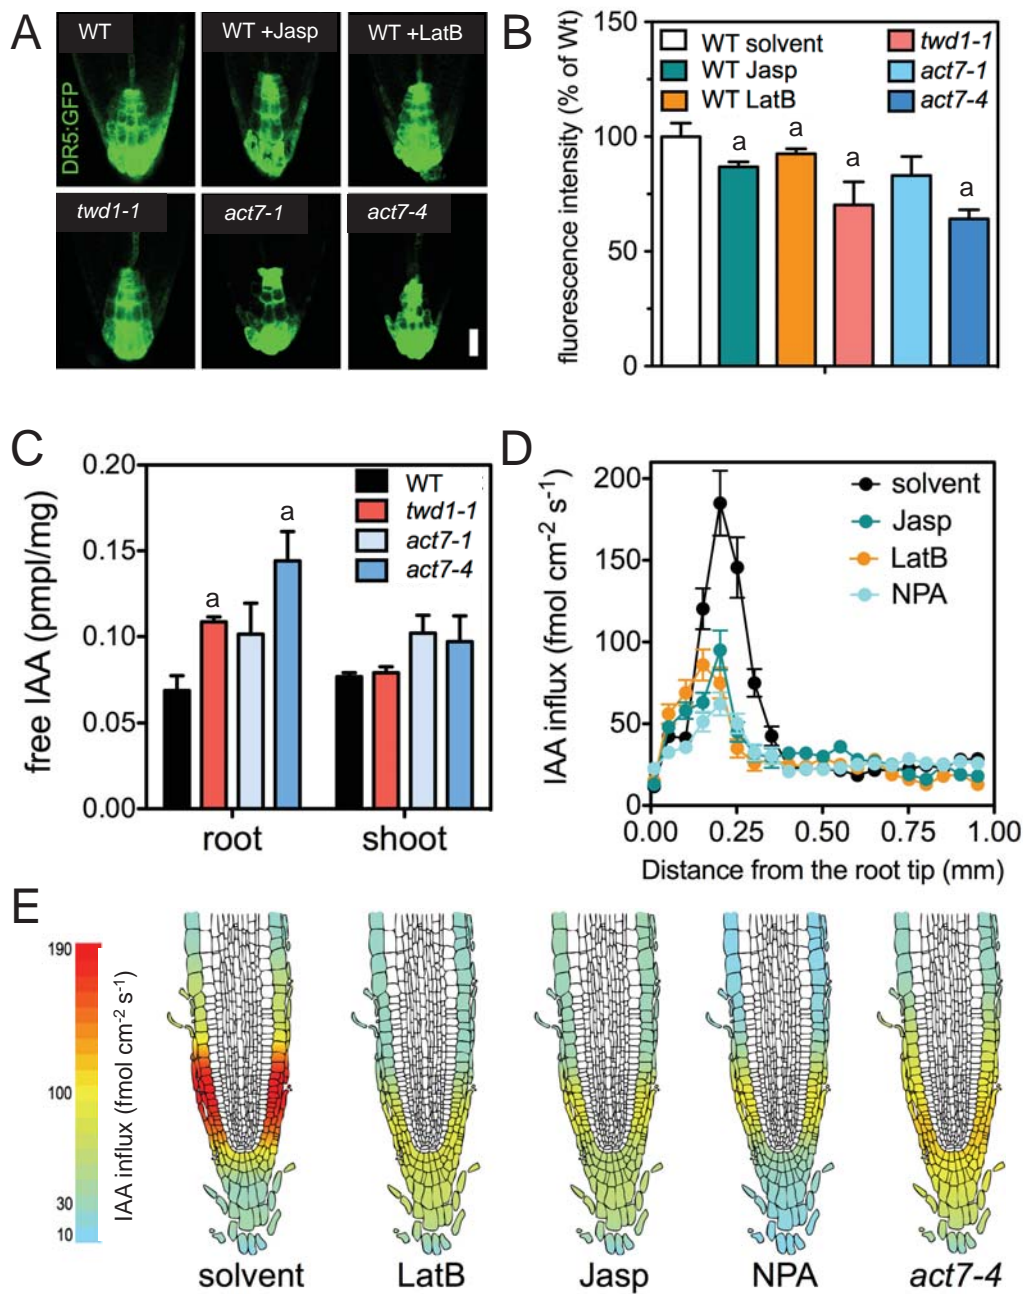 A
WT
WT +Jasp
WT +LatB
DR5:GFP
twd1-1
act7-1
act7-4
B
fluorescence intensity (% of Wt)
150
100
50
0
WT solvent
WT Jasp
WT LatB
twd1-1
act7-1
act7-4
a
a
a
a
C
free IAA (pmpl/mg)
0.20
0.15
0.10
0.05
0.00
WT
twd1-1
act7-1
act7-4
a
a
root
shoot
D
IAA influx (fmol cm-2 s-1)
200
150
100
50
0
solvent
Jasp
LatB
NPA
0.00
0.25
0.50
0.75
1.00
Distance from the root tip (mm)
E
190
100
30
10
IAA influx (fmol cm-2 s-1)
solvent
LatB
Jasp
NPA
act7-4